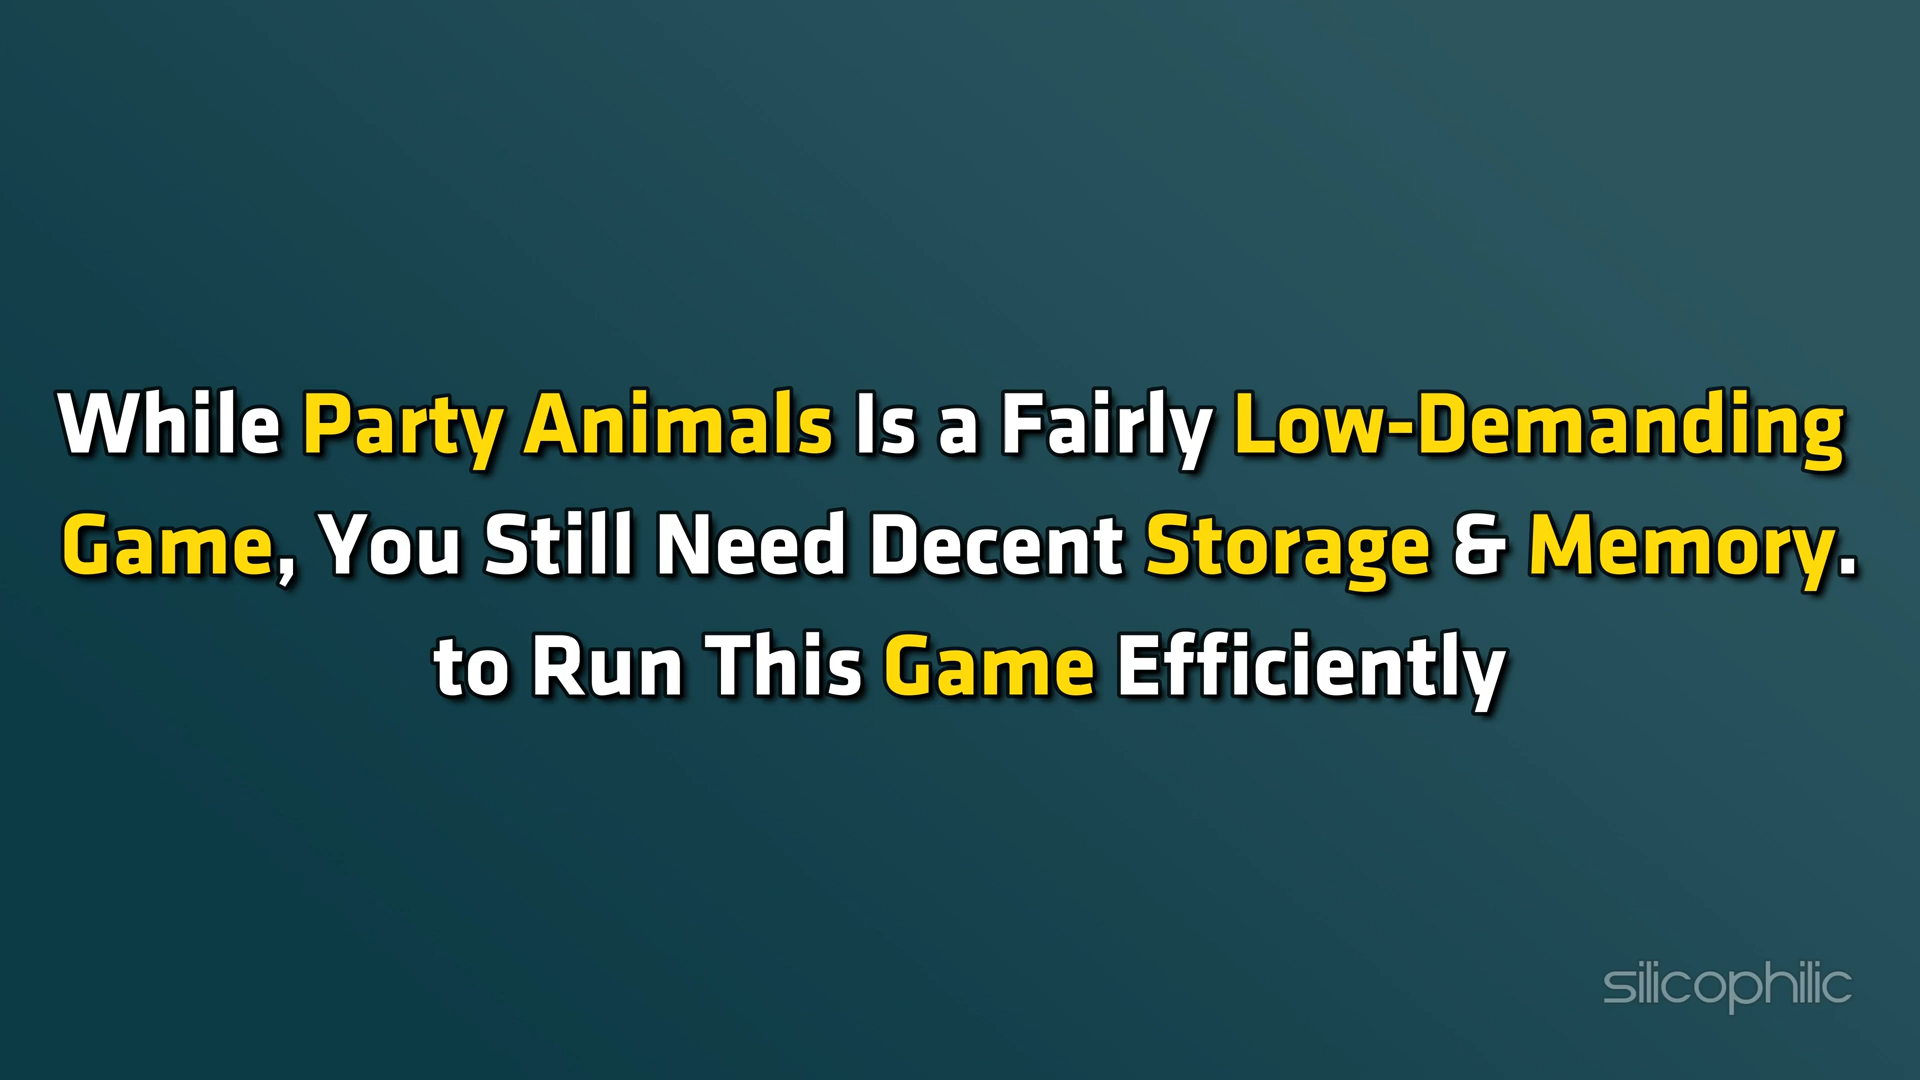 While Party Animals Is a Fairly Low-Demanding
Game, You Still Need Decent Storage & Memory.
to Run This Game Efficiently
silicophilic